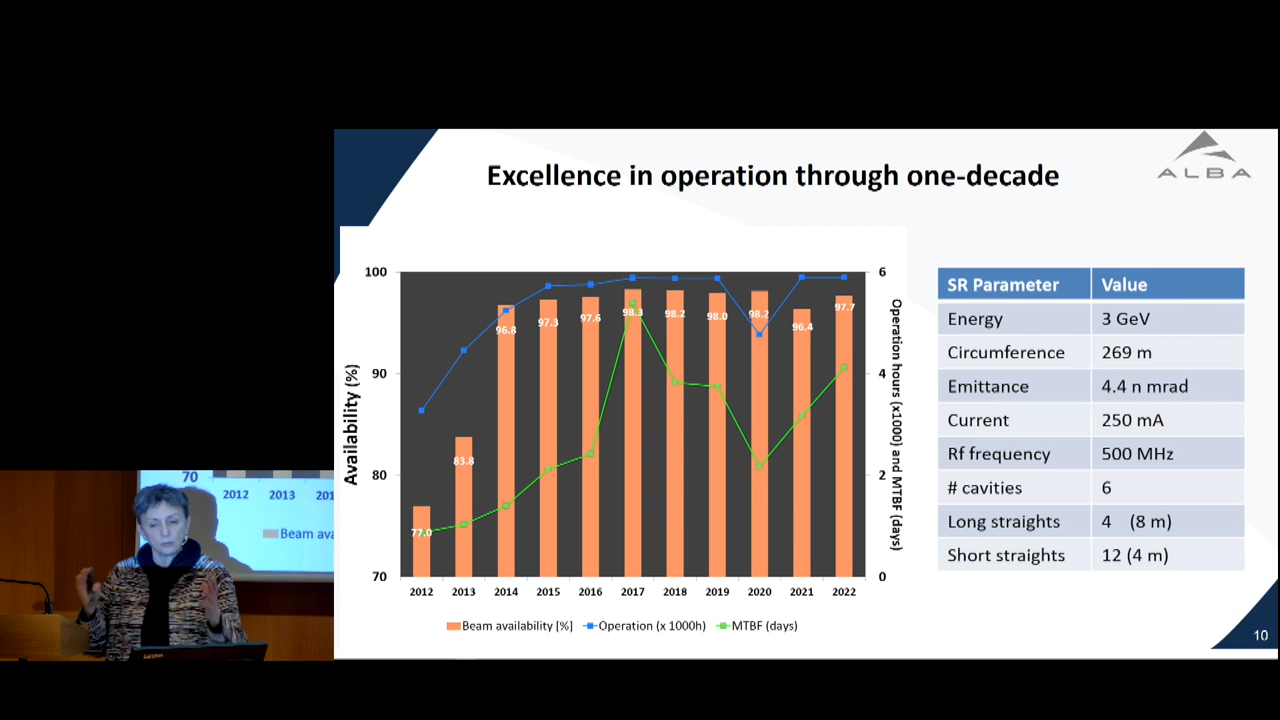 Excellence in operation through one-decade
ALBA
100
90
80
70
Availability (%)
6
4
2
0
Operation hours (x1000) and MTBF (days)
77.0
83.8
96.8
97.3
97.6
98.3
98.2
98.0
98.2
96.4
97.7
2012 2013 2014 2015 2016 2017 2018 2019 2020 2021 2022
Beam availability [%] Operation (x 1000h) MTBF (days)
SR Parameter Value
Energy 3 GeV
Circumference 269 m
Emittance 4.4 n mrad
Current 250 mA
Rf frequency 500 MHz
# cavities 6
Long straights 4 (8 m)
Short straights 12 (4 m)
10
70
2012 2013 201
Beam ava